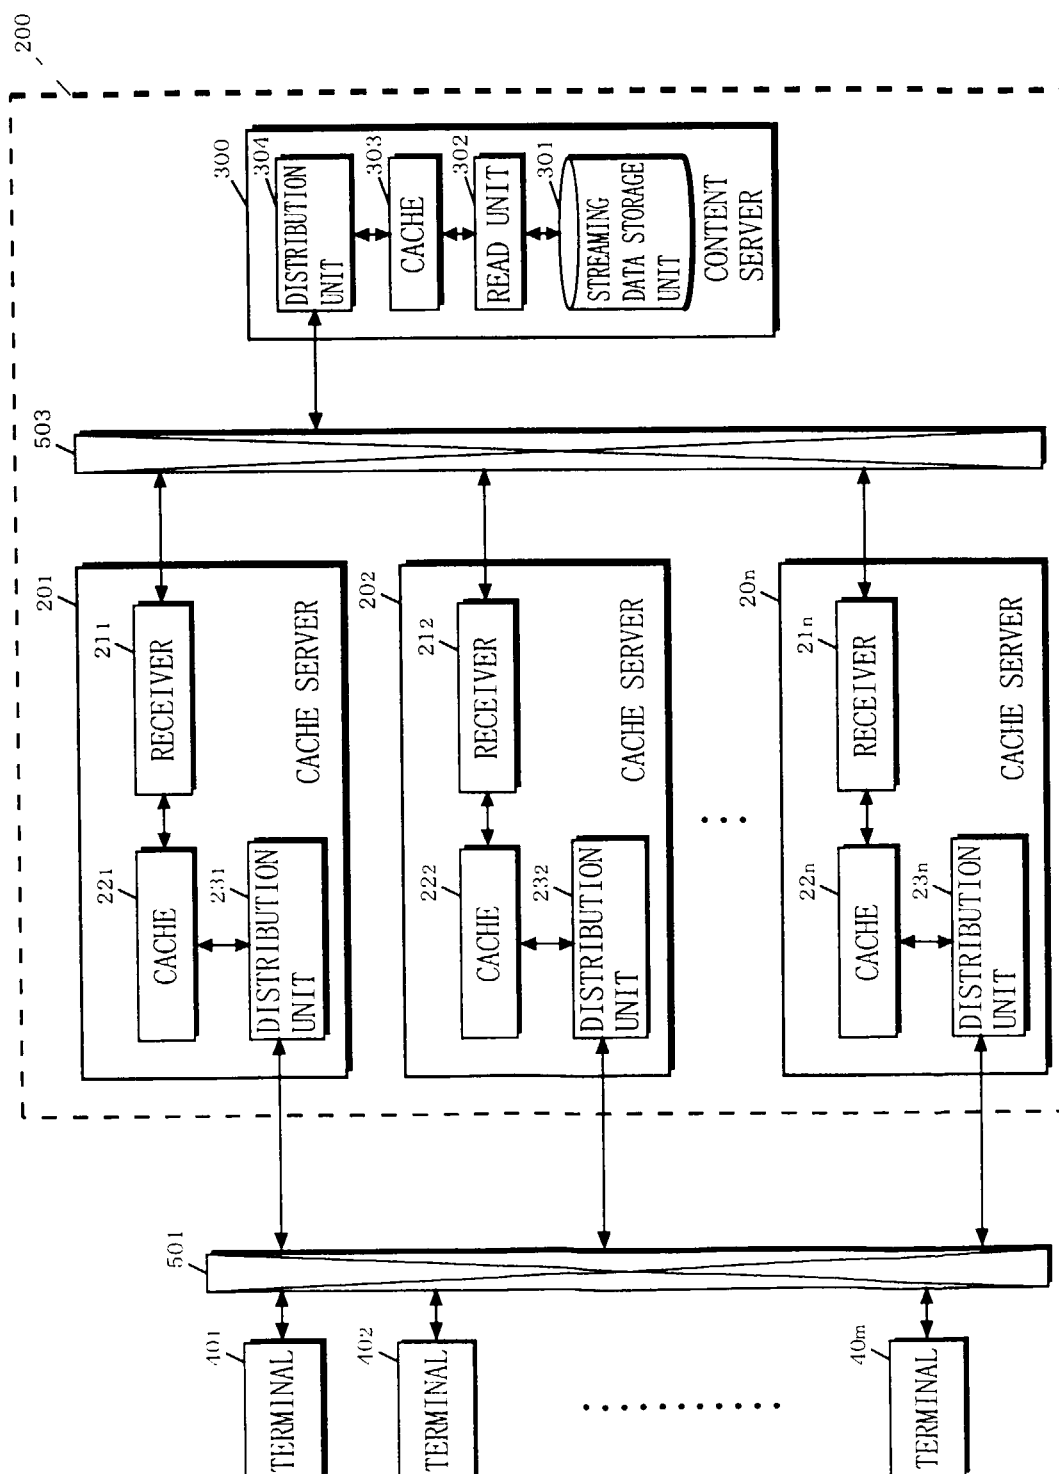 200
300
304
DISTRIBUTION
UNIT
303
CACHE
302
READ UNIT
301
STREAMING
DATA STORAGE
UNIT
CONTENT
SERVER
503
201
211
RECEIVER
221
CACHE
231
DISTRIBUTION
UNIT
CACHE SERVER
202
212
RECEIVER
222
CACHE
232
DISTRIBUTION
UNIT
CACHE SERVER
20n
21n
RECEIVER
22n
CACHE
23n
DISTRIBUTION
UNIT
CACHE SERVER
501
401
TERMINAL
402
TERMINAL
40m
TERMINAL